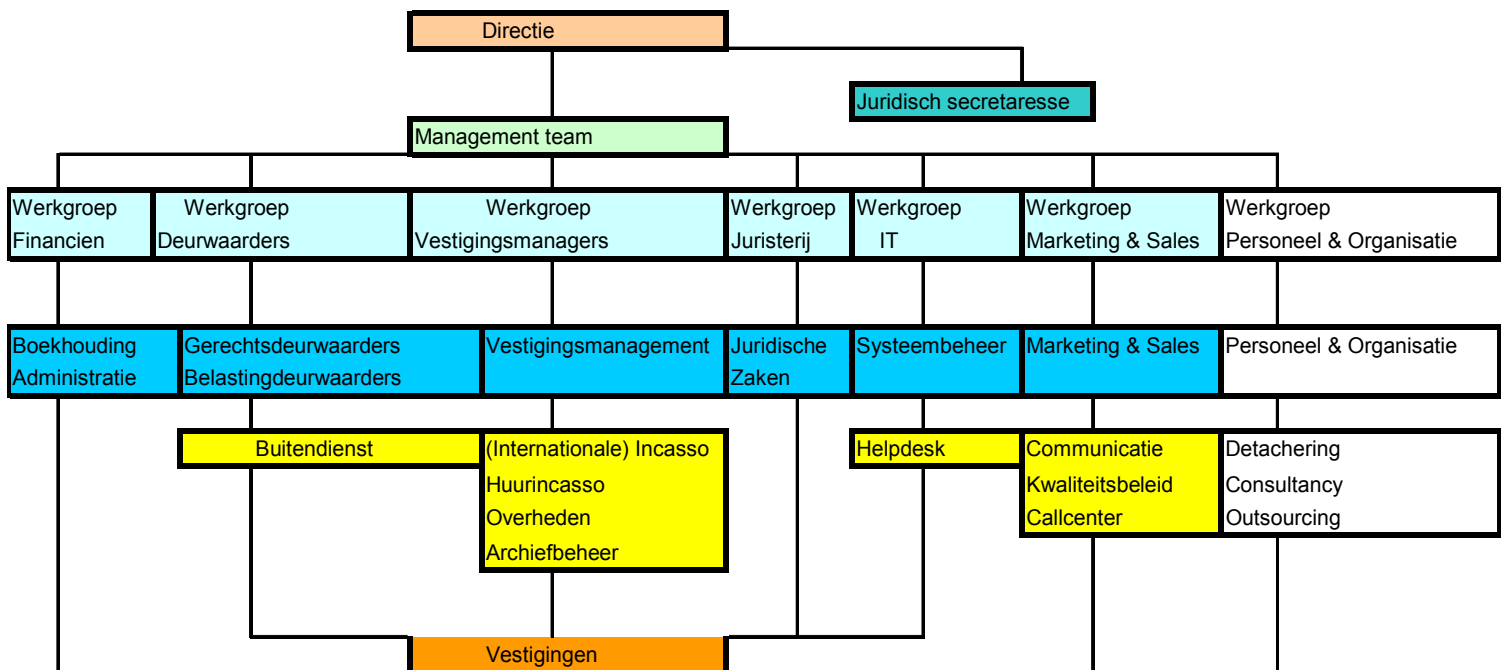 Directie
Juridisch secretaresse
Management team
Werkgroep
Financien
Werkgroep
Deurwaarders
Werkgroep
Vestigingsmanagers
Werkgroep
Juristerij
Werkgroep
IT
Werkgroep
Marketing & Sales
Werkgroep
Personeel & Organisatie
Boekhouding
Administratie
Gerechtsdeurwaarders
Belastingdeurwaarders
Vestigingsmanagement
Juridische
Zaken
Systeembeheer
Marketing & Sales
Personeel & Organisatie
Buitendienst
(Internationale) Incasso
Huurincasso
Overheden
Archiefbeheer
Helpdesk
Communicatie
Kwaliteitsbeleid
Callcenter
Detachering
Consultancy
Outsourcing
Vestigingen